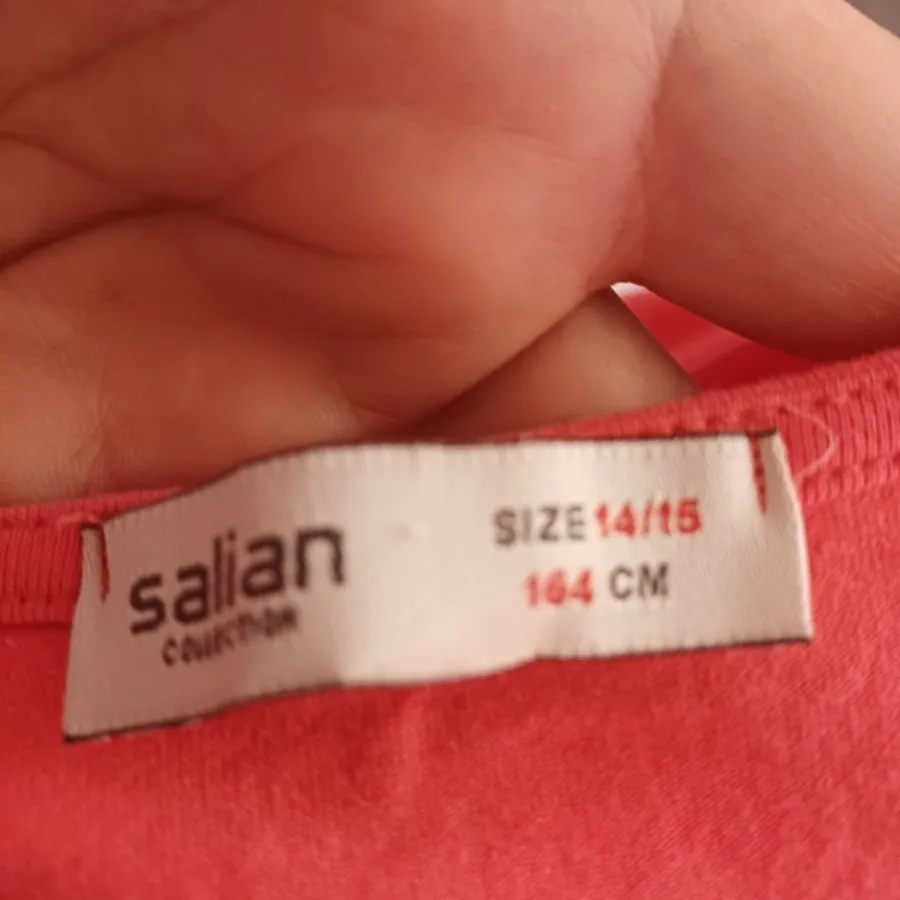 salian
COLLECTION
SIZE 14/15
164 CM